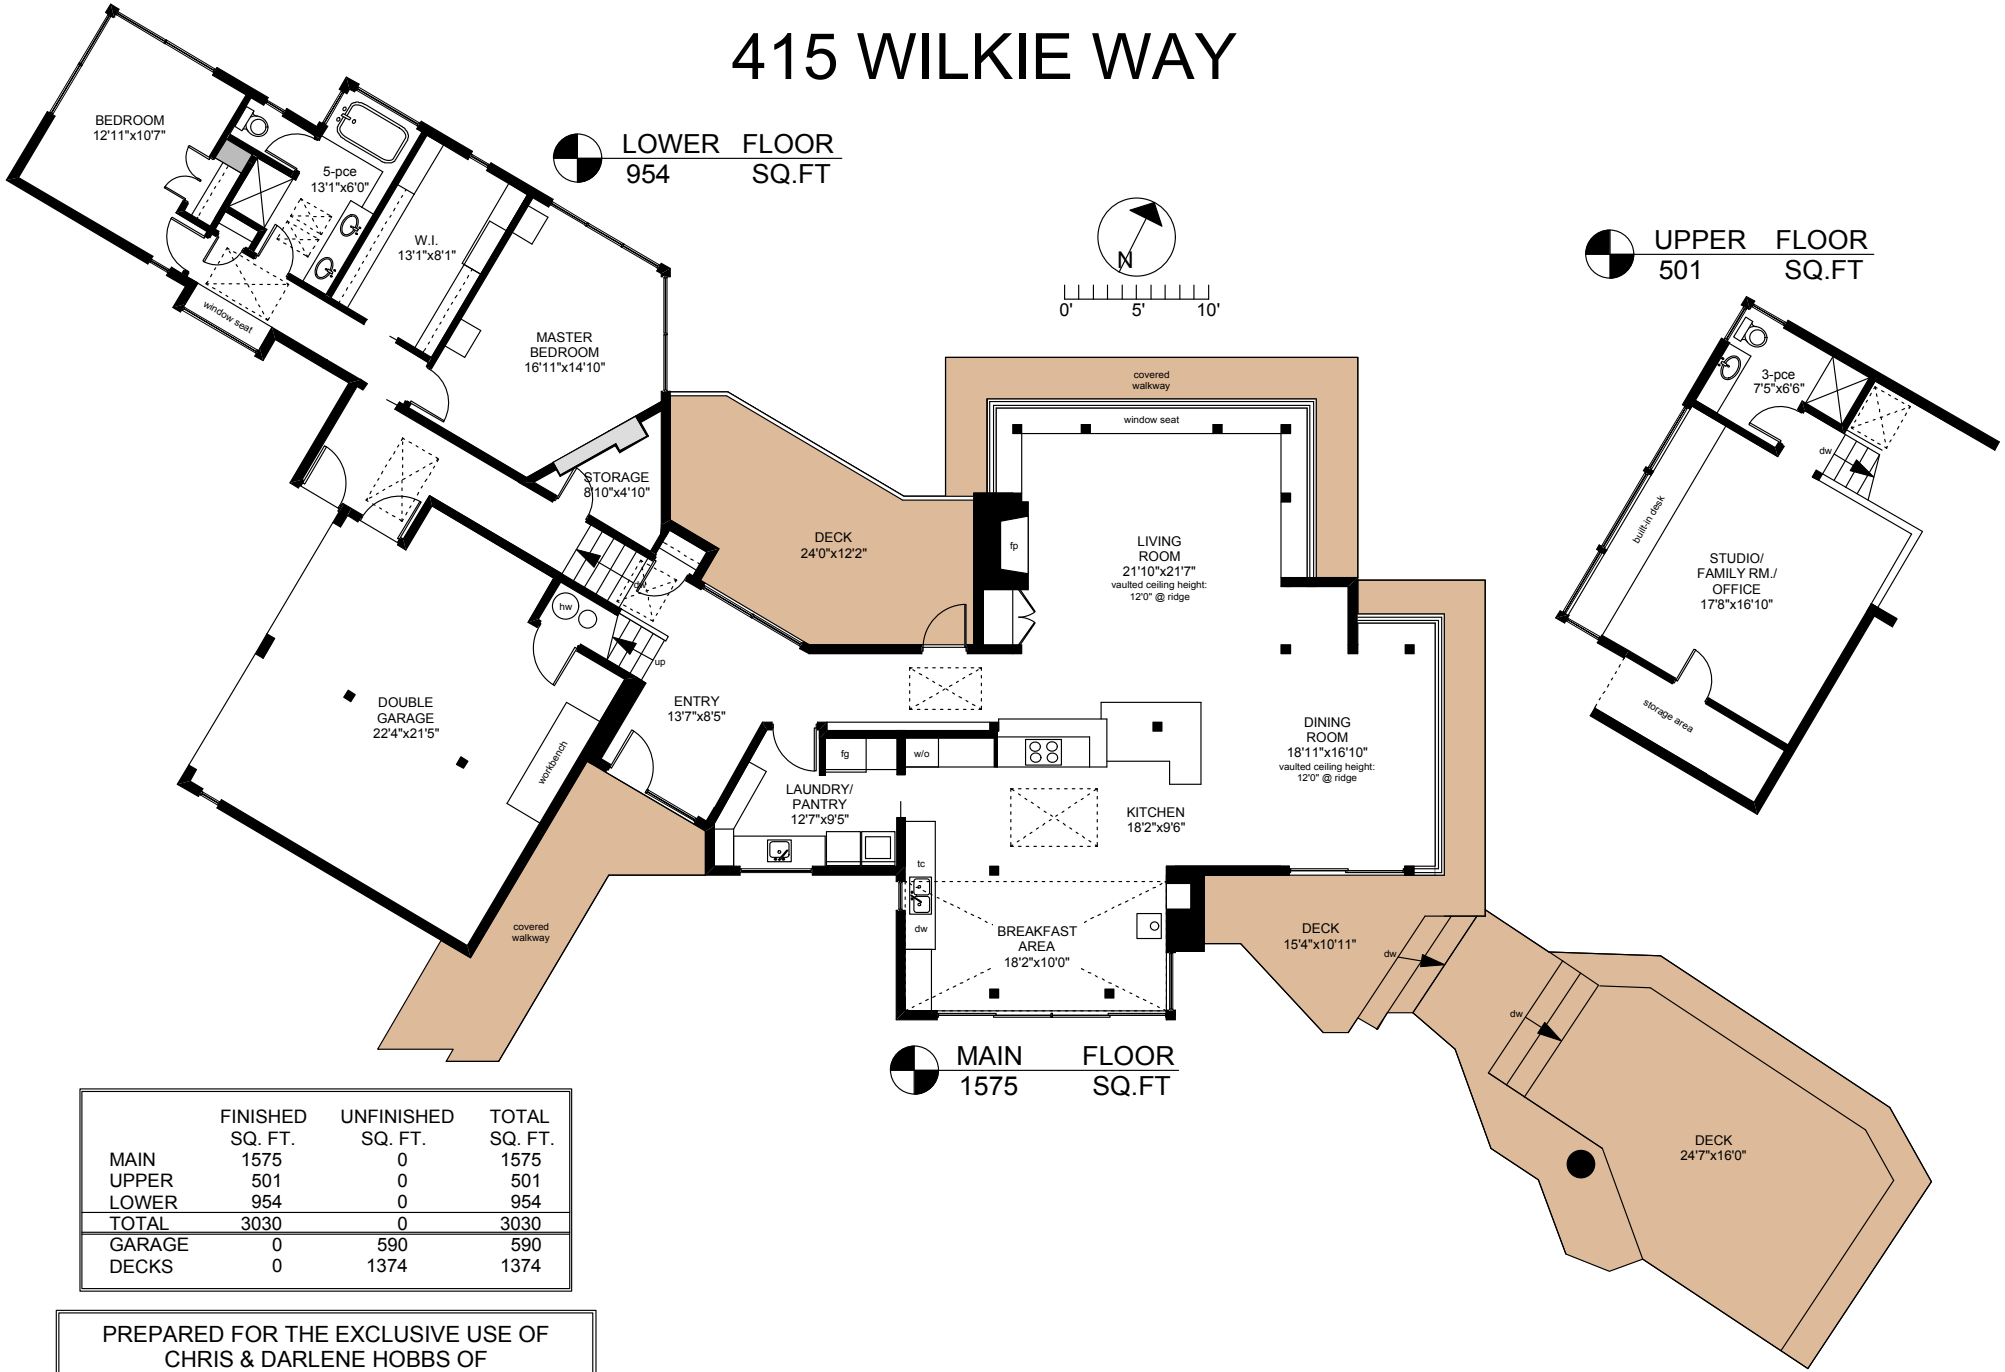 415 WILKIE WAY
LOWER FLOOR
954 SQ.FT
BEDROOM
12'11"x10'7"
5-pce
13'1"x6'0"
W.I.
13'1"x8'1"
window seat
MASTER
BEDROOM
16'11"x14'10"
STORAGE
8'10"x4'10"
N
0' 5' 10'
UPPER FLOOR
501 SQ.FT
3-pce
7'5"x6'6"
dw
built-in desk
STUDIO/
FAMILY RM./
OFFICE
17'8"x16'10"
storage area
covered
walkway
window seat
DECK
24'0"x12'2"
fp
LIVING
ROOM
21'10"x21'7"
vaulted ceiling height:
12'0" @ ridge
dw
hw
up
ENTRY
13'7"x8'5"
DOUBLE
GARAGE
22'4"x21'5"
workbench
fg
w/o
LAUNDRY/
PANTRY
12'7"x9'5"
DINING
ROOM
18'11"x16'10"
vaulted ceiling height:
12'0" @ ridge
KITCHEN
18'2"x9'6"
tc
dw
BREAKFAST
AREA
18'2"x10'0"
covered
walkway
DECK
15'4"x10'11"
dw
dw
DECK
24'7"x16'0"
MAIN FLOOR
1575 SQ.FT
FINISHED UNFINISHED TOTAL
SQ. FT. SQ. FT. SQ. FT.
MAIN 1575 0 1575
UPPER 501 0 501
LOWER 954 0 954
TOTAL 3030 0 3030
GARAGE 0 590 590
DECKS 0 1374 1374
PREPARED FOR THE EXCLUSIVE USE OF
CHRIS & DARLENE HOBBS OF